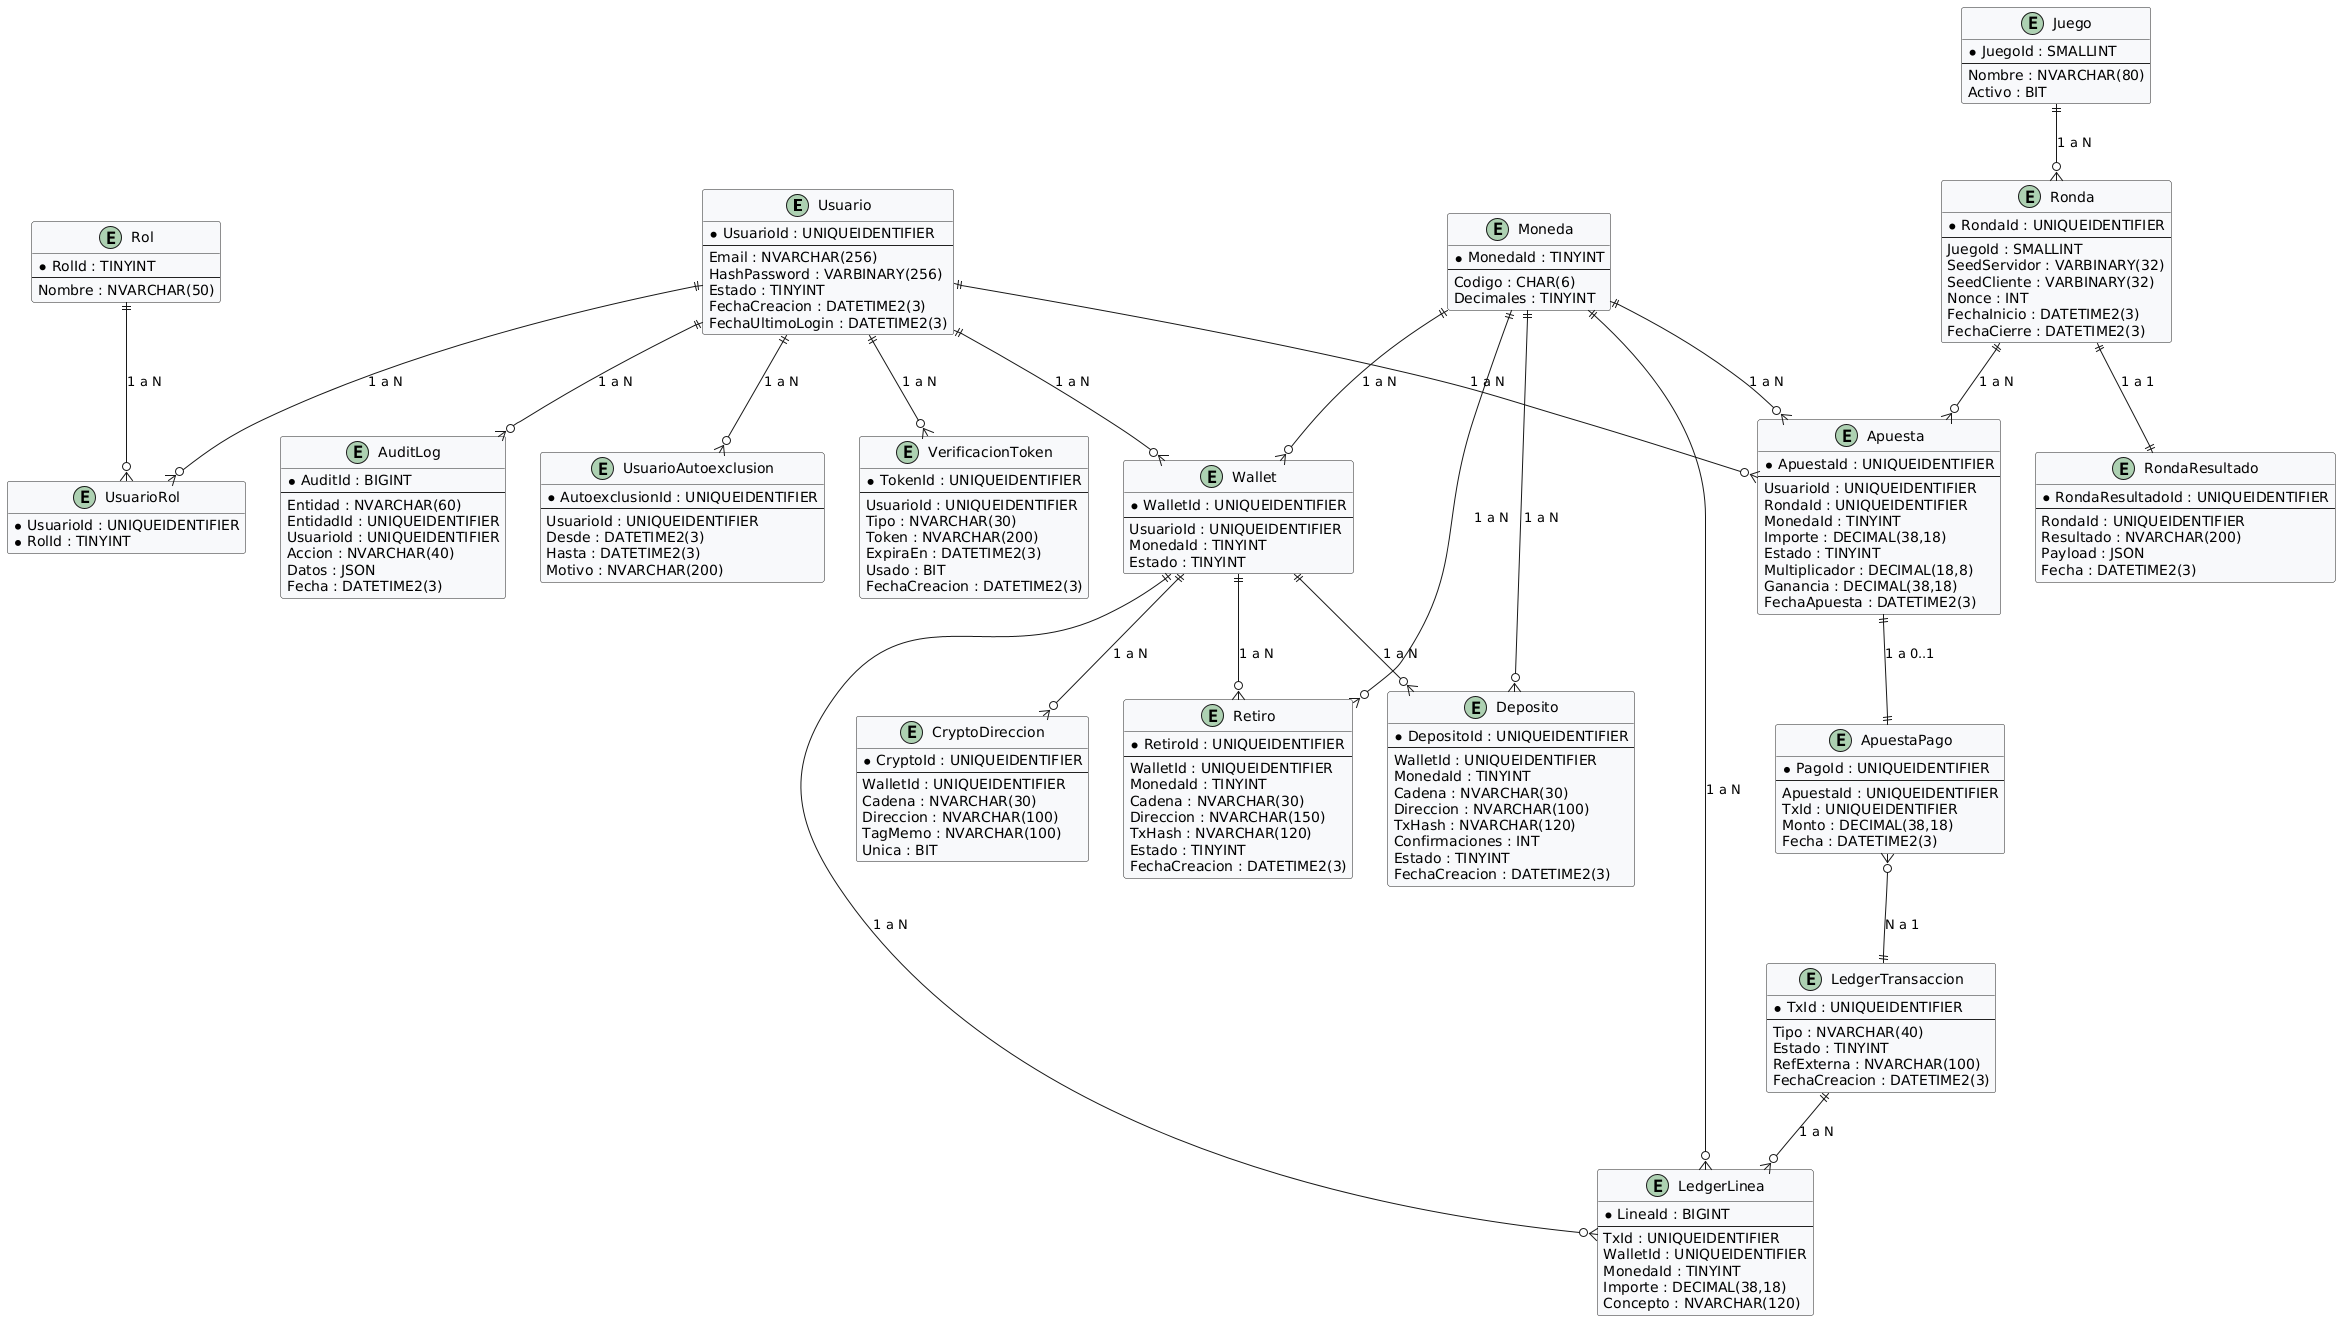 E Juego
* JuegoId : SMALLINT
Nombre : NVARCHAR(80)
Activo : BIT
1 a N
E Ronda
* RondaId : UNIQUEIDENTIFIER
JuegoId : SMALLINT
SeedServidor : VARBINARY(32)
SeedCliente : VARBINARY(32)
Nonce : INT
FechaInicio : DATETIME2(3)
FechaCierre : DATETIME2(3)
E Rol
* RolId : TINYINT
Nombre : NVARCHAR(50)
E Usuario
* UsuarioId : UNIQUEIDENTIFIER
Email : NVARCHAR(256)
HashPassword : VARBINARY(256)
Estado : TINYINT
FechaCreacion : DATETIME2(3)
FechaUltimoLogin : DATETIME2(3)
E Moneda
* MonedaId : TINYINT
Codigo : CHAR(6)
Decimales : TINYINT
1 a N
1 a N
1 a N
1 a N
1 a N
1 a N
1 a N
1 a N
1 a N
1 a N
1 a 1
E UsuarioRol
* UsuarioId : UNIQUEIDENTIFIER
* RolId : TINYINT
E AuditLog
* AuditId : BIGINT
Entidad : NVARCHAR(60)
EntidadId : UNIQUEIDENTIFIER
UsuarioId : UNIQUEIDENTIFIER
Accion : NVARCHAR(40)
Datos : JSON
Fecha : DATETIME2(3)
E UsuarioAutoexclusion
* AutoexclusionId : UNIQUEIDENTIFIER
UsuarioId : UNIQUEIDENTIFIER
Desde : DATETIME2(3)
Hasta : DATETIME2(3)
Motivo : NVARCHAR(200)
E VerificacionToken
* TokenId : UNIQUEIDENTIFIER
UsuarioId : UNIQUEIDENTIFIER
Tipo : NVARCHAR(30)
Token : NVARCHAR(200)
ExpiraEn : DATETIME2(3)
Usado : BIT
FechaCreacion : DATETIME2(3)
E Wallet
* WalletId : UNIQUEIDENTIFIER
UsuarioId : UNIQUEIDENTIFIER
MonedaId : TINYINT
Estado : TINYINT
1 a N
1 a N
E Apuesta
* ApuestaId : UNIQUEIDENTIFIER
UsuarioId : UNIQUEIDENTIFIER
RondaId : UNIQUEIDENTIFIER
MonedaId : TINYINT
Importe : DECIMAL(38,18)
Estado : TINYINT
Multiplicador : DECIMAL(18,8)
Ganancia : DECIMAL(38,18)
FechaApuesta : DATETIME2(3)
E RondaResultado
* RondaResultadoId : UNIQUEIDENTIFIER
RondaId : UNIQUEIDENTIFIER
Resultado : NVARCHAR(200)
Payload : JSON
Fecha : DATETIME2(3)
1 a N
1 a N
1 a N
1 a 0..1
E CryptoDireccion
* CryptoId : UNIQUEIDENTIFIER
WalletId : UNIQUEIDENTIFIER
Cadena : NVARCHAR(30)
Direccion : NVARCHAR(100)
TagMemo : NVARCHAR(100)
Unica : BIT
E Retiro
* RetiroId : UNIQUEIDENTIFIER
WalletId : UNIQUEIDENTIFIER
MonedaId : TINYINT
Cadena : NVARCHAR(30)
Direccion : NVARCHAR(150)
TxHash : NVARCHAR(120)
Estado : TINYINT
FechaCreacion : DATETIME2(3)
E Deposito
* DepositoId : UNIQUEIDENTIFIER
WalletId : UNIQUEIDENTIFIER
MonedaId : TINYINT
Cadena : NVARCHAR(30)
Direccion : NVARCHAR(100)
TxHash : NVARCHAR(120)
Confirmaciones : INT
Estado : TINYINT
FechaCreacion : DATETIME2(3)
1 a N
E ApuestaPago
* PagoId : UNIQUEIDENTIFIER
ApuestaId : UNIQUEIDENTIFIER
TxId : UNIQUEIDENTIFIER
Monto : DECIMAL(38,18)
Fecha : DATETIME2(3)
1 a N
N a 1
E LedgerTransaccion
* TxId : UNIQUEIDENTIFIER
Tipo : NVARCHAR(40)
Estado : TINYINT
RefExterna : NVARCHAR(100)
FechaCreacion : DATETIME2(3)
1 a N
E LedgerLinea
* LineaId : BIGINT
TxId : UNIQUEIDENTIFIER
WalletId : UNIQUEIDENTIFIER
MonedaId : TINYINT
Importe : DECIMAL(38,18)
Concepto : NVARCHAR(120)